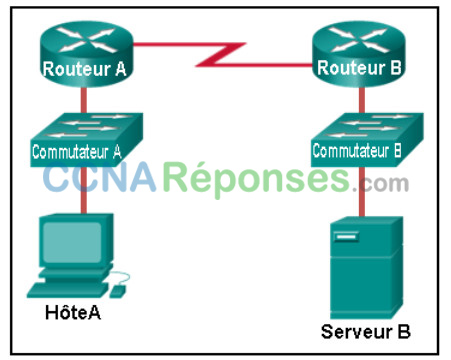 Routeur A
Routeur B
Commutateur A
Commutateur B
CCNARéponses.com
HôteA
Serveur B